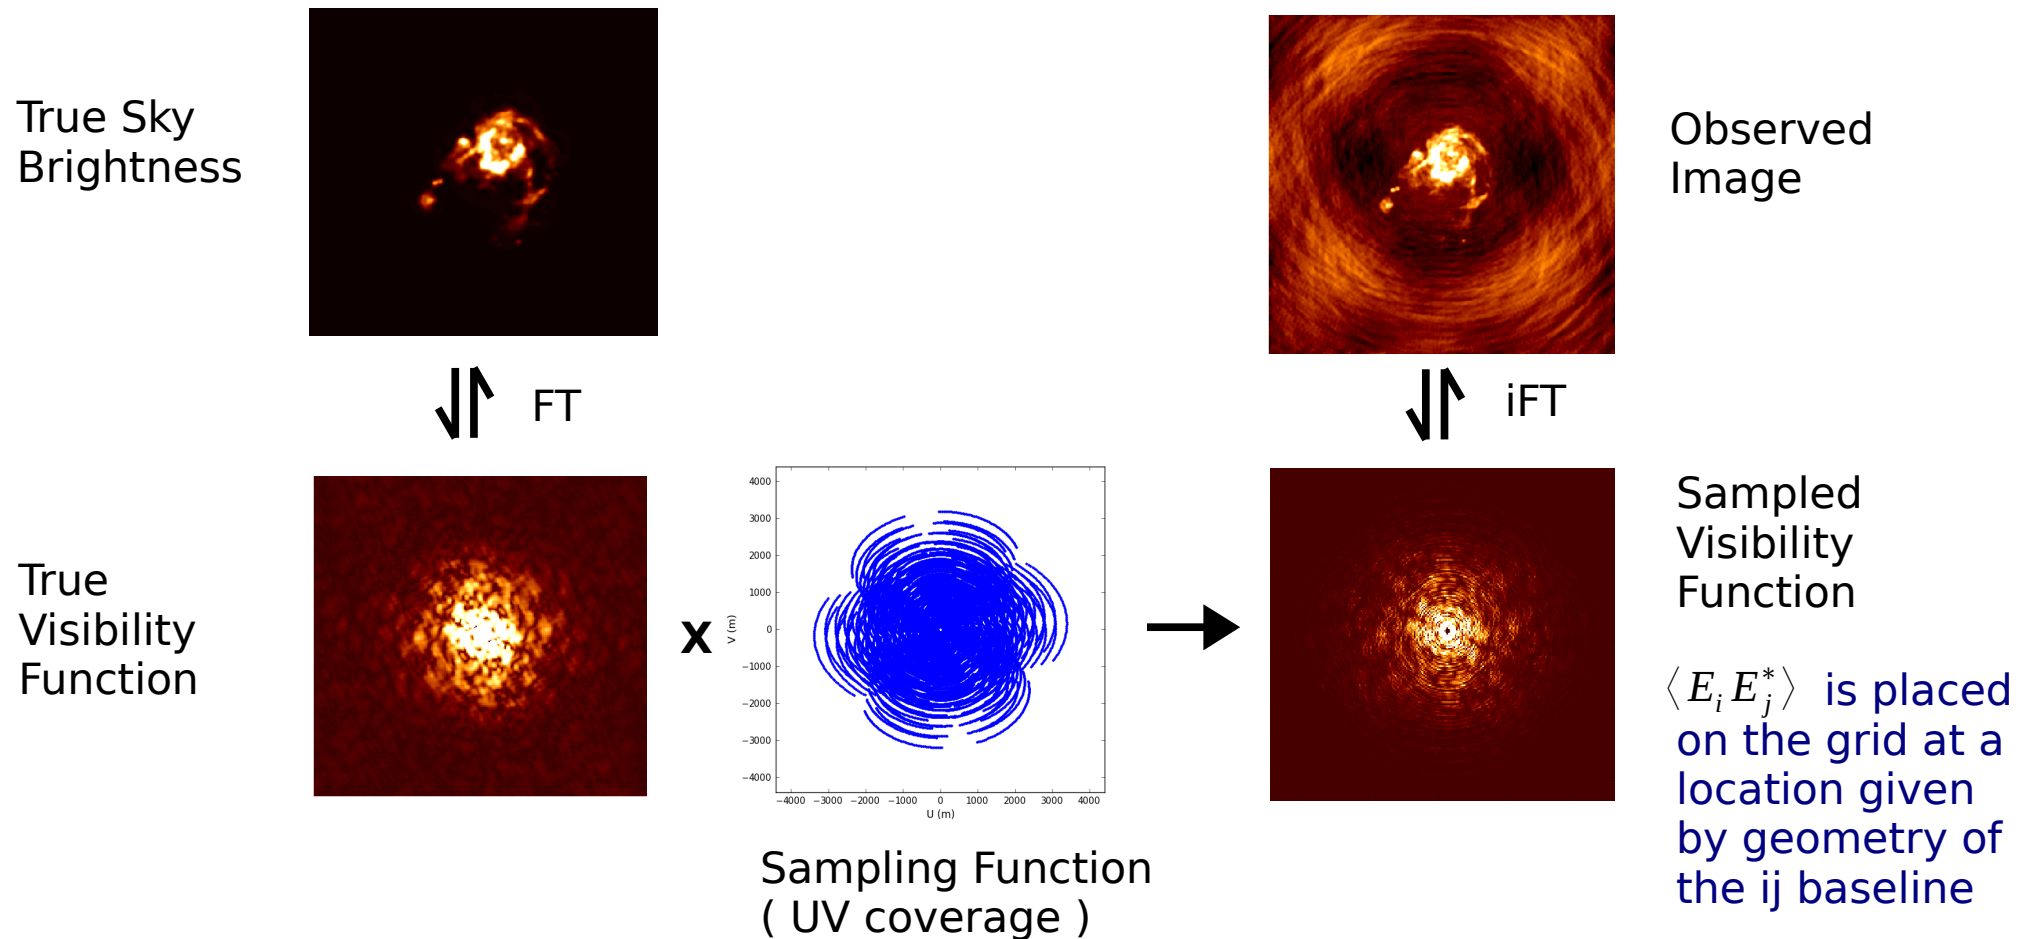 True Sky
Brightness
Observed
Image
FT
iFT
True
Visibility
Function
X
4000
3000
2000
1000
0
−1000
−2000
−3000
−4000
V (m)
−4000 −3000 −2000 −1000 0 1000 2000 3000 4000
U (m)
Sampling Function
( UV coverage )
Sampled
Visibility
Function
⟨E_i E_j^*⟩ is placed
on the grid at a
location given
by geometry of
the ij baseline